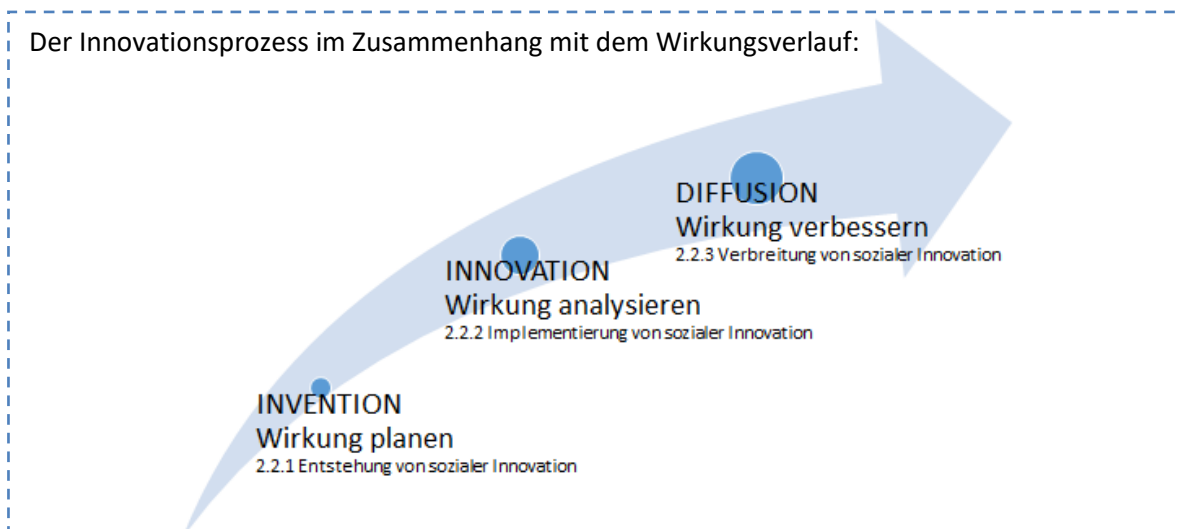 Der Innovationsprozess im Zusammenhang mit dem Wirkungsverlauf:
DIFFUSION
Wirkung verbessern
2.2.3 Verbreitung von sozialer Innovation
INNOVATION
Wirkung analysieren
2.2.2 Implementierung von sozialer Innovation
INVENTION
Wirkung planen
2.2.1 Entstehung von sozialer Innovation